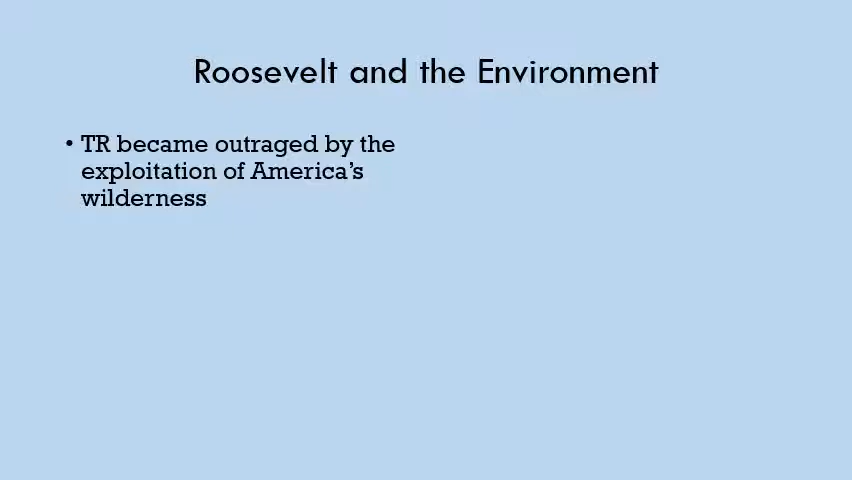 Roosevelt and the Environment
• TR became outraged by the
exploitation of America’s
wilderness